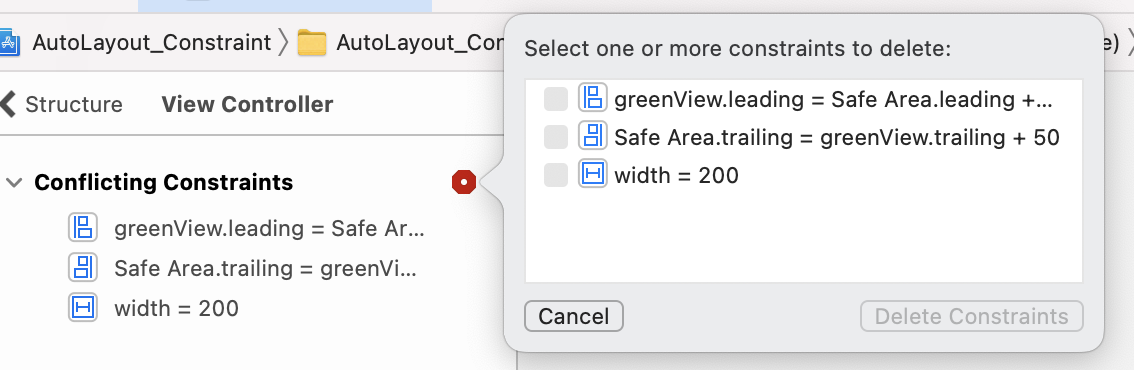 AutoLayout_Constraint
AutoLayout_Cor
e)
Structure
View Controller
Conflicting Constraints
greenView.leading = Safe Ar...
Safe Area.trailing = greenVi...
width = 200
Select one or more constraints to delete:
greenView.leading = Safe Area.leading +...
Safe Area.trailing = greenView.trailing + 50
width = 200
Cancel
Delete Constraints